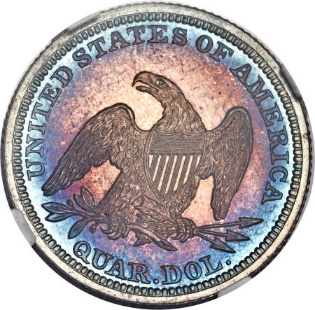 UNITED STATES OF AMERICA
QUAR. DOL.